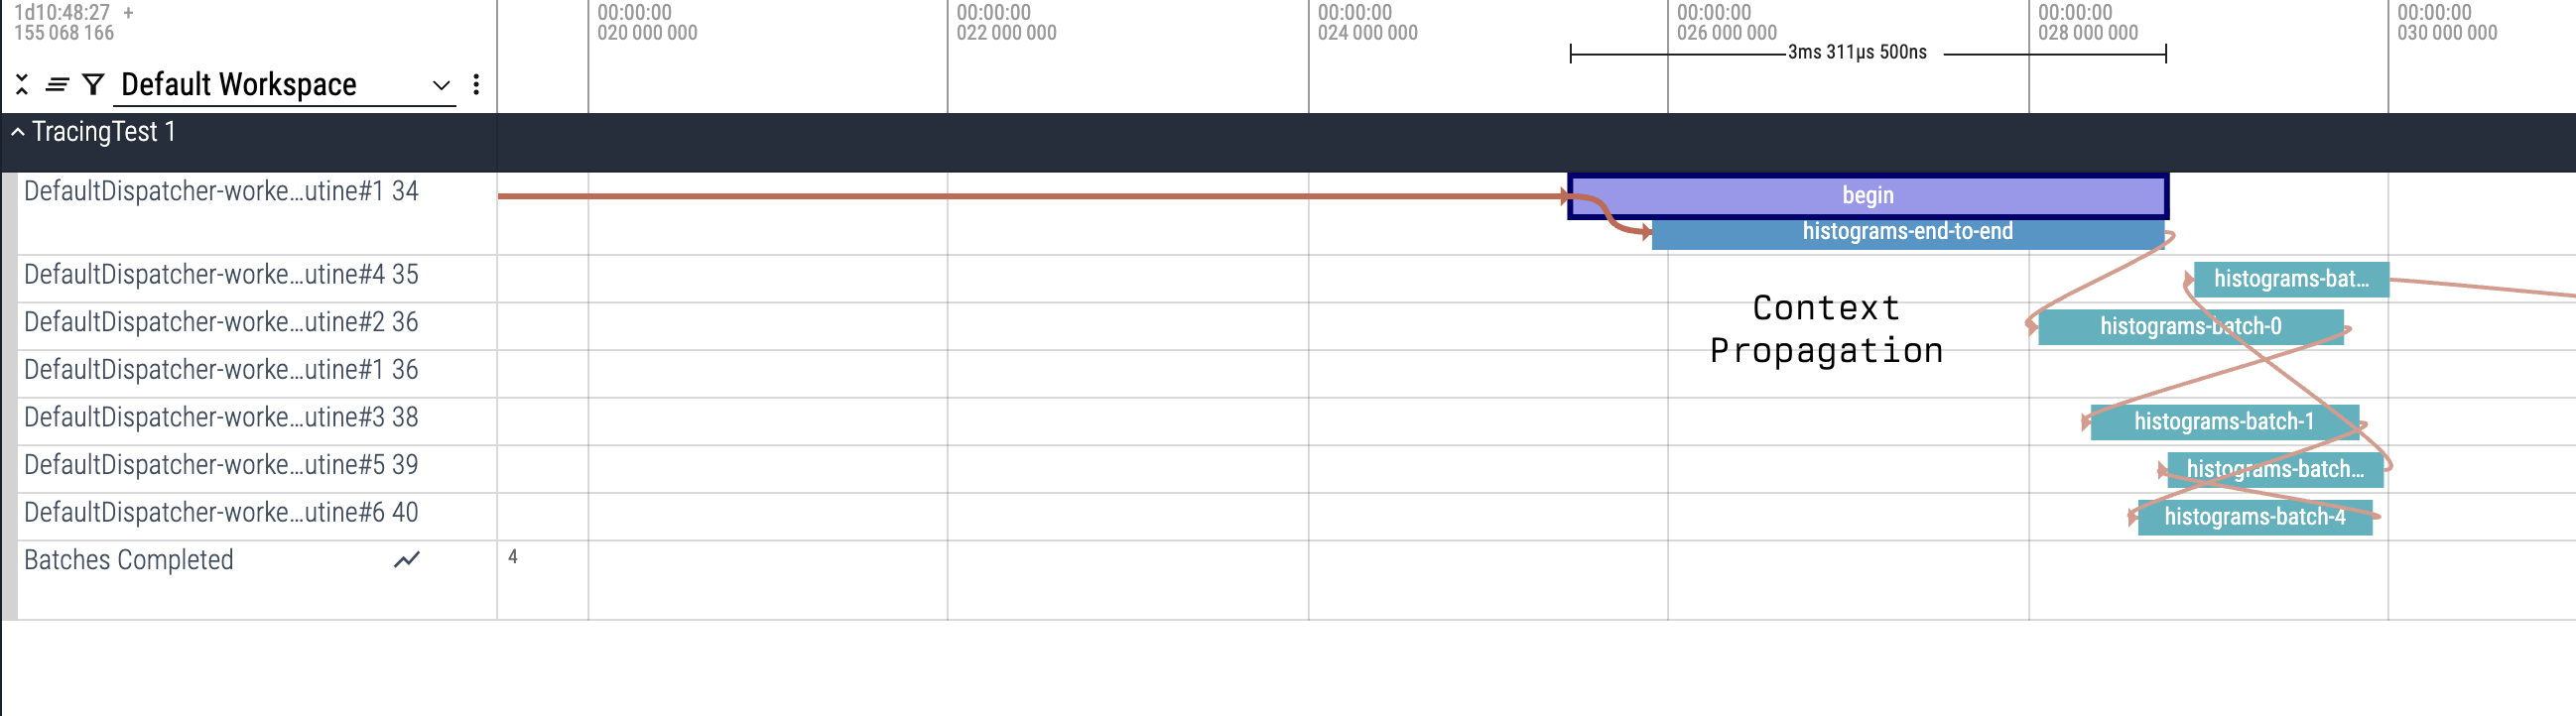 1d10:48:27 +
155 068 166
00:00:00
020 000 000
00:00:00
022 000 000
00:00:00
024 000 000
00:00:00
026 000 000
00:00:00
028 000 000
00:00:00
030 000 000
3ms 311µs 500ns
Default Workspace
TracingTest 1
DefaultDispatcher-worke...utine#1 34
begin
histograms-end-to-end
DefaultDispatcher-worke...utine#4 35
histograms-bat...
Context
Propagation
DefaultDispatcher-worke...utine#2 36
histograms-batch-0
DefaultDispatcher-worke...utine#1 36
DefaultDispatcher-worke...utine#3 38
histograms-batch-1
DefaultDispatcher-worke...utine#5 39
histograms-batch...
DefaultDispatcher-worke...utine#6 40
histograms-batch-4
Batches Completed
4